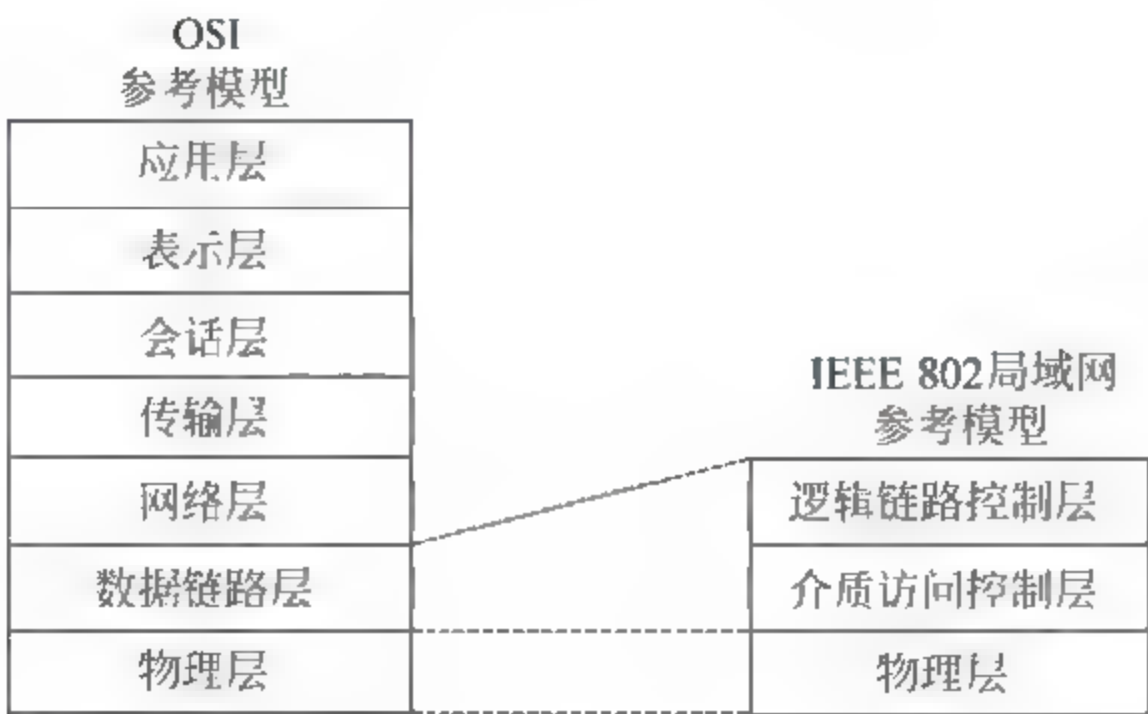 OSI
参考模型
应用层
表示层
会话层
传输层
网络层
数据链路层
物理层
IEEE 802局域网
参考模型
逻辑链路控制层
介质访问控制层
物理层